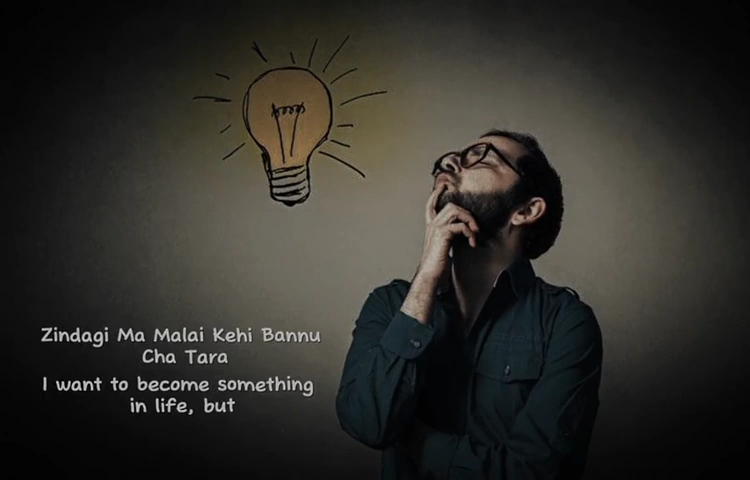 Zindagi Ma Malai Kehi Bannu
Cha Tara
I want to become something
in life, but